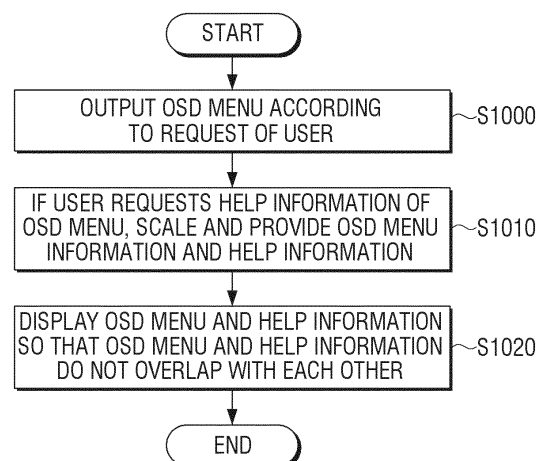 START
OUTPUT OSD MENU ACCORDING
TO REQUEST OF USER
S1000
IF USER REQUESTS HELP INFORMATION OF
OSD MENU, SCALE AND PROVIDE OSD MENU
INFORMATION AND HELP INFORMATION
S1010
DISPLAY OSD MENU AND HELP INFORMATION
SO THAT OSD MENU AND HELP INFORMATION
DO NOT OVERLAP WITH EACH OTHER
S1020
END